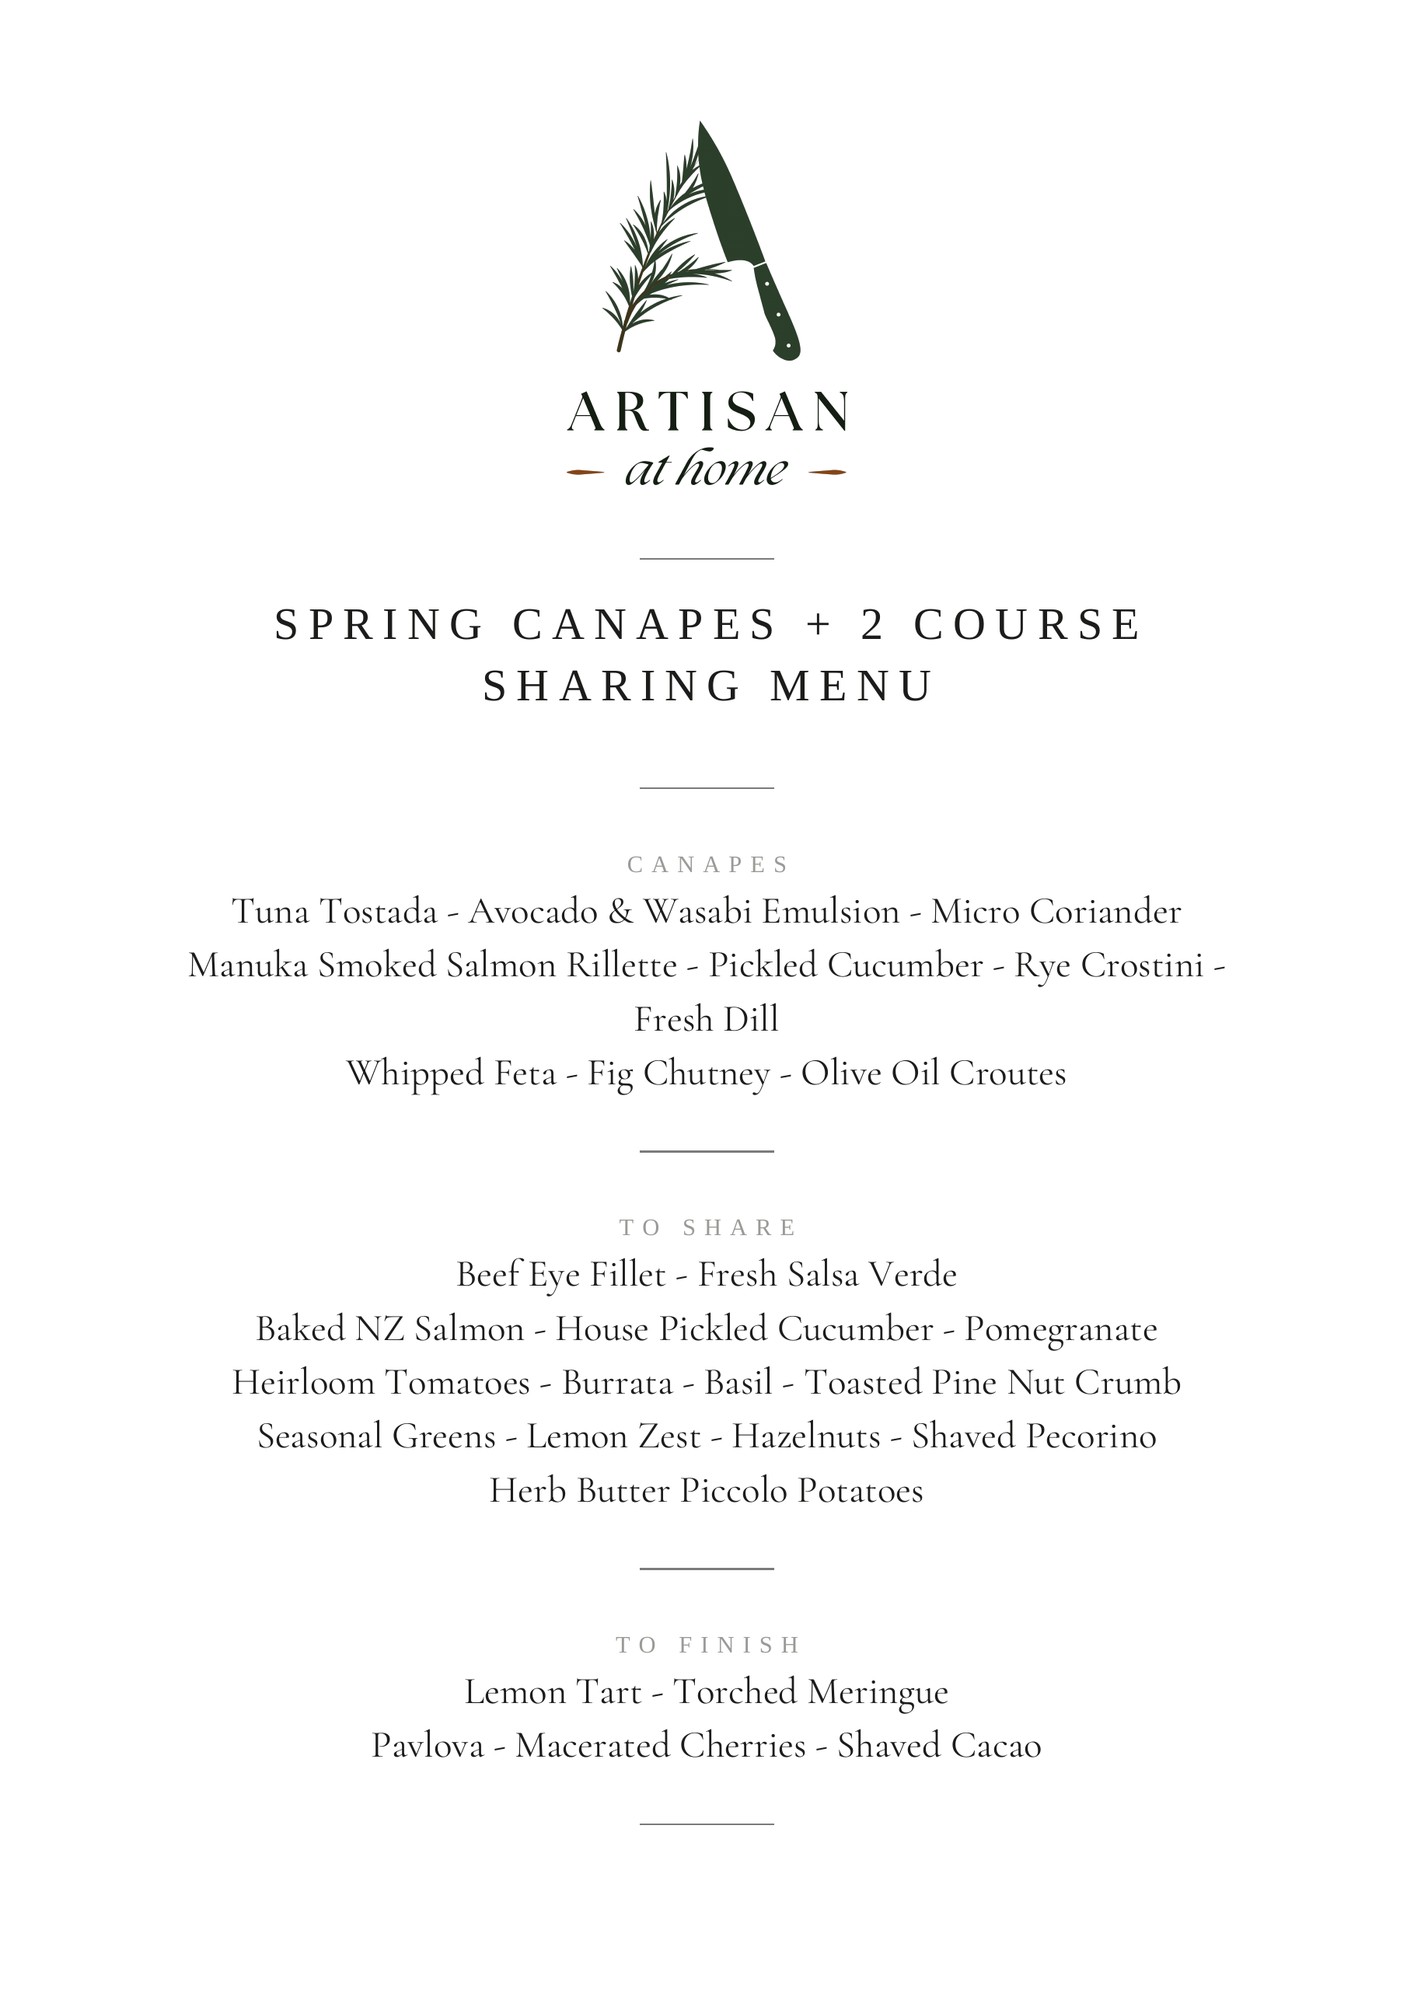 ARTISAN
at home
SPRING CANAPES + 2 COURSE
SHARING MENU
CANAPES
Tuna Tostada - Avocado & Wasabi Emulsion - Micro Coriander
Manuka Smoked Salmon Rillette - Pickled Cucumber - Rye Crostini -
Fresh Dill
Whipped Feta - Fig Chutney - Olive Oil Croutes
TO SHARE
Beef Eye Fillet - Fresh Salsa Verde
Baked NZ Salmon - House Pickled Cucumber - Pomegranate
Heirloom Tomatoes - Burrata - Basil - Toasted Pine Nut Crumb
Seasonal Greens - Lemon Zest - Hazelnuts - Shaved Pecorino
Herb Butter Piccolo Potatoes
TO FINISH
Lemon Tart - Torched Meringue
Pavlova - Macerated Cherries - Shaved Cacao